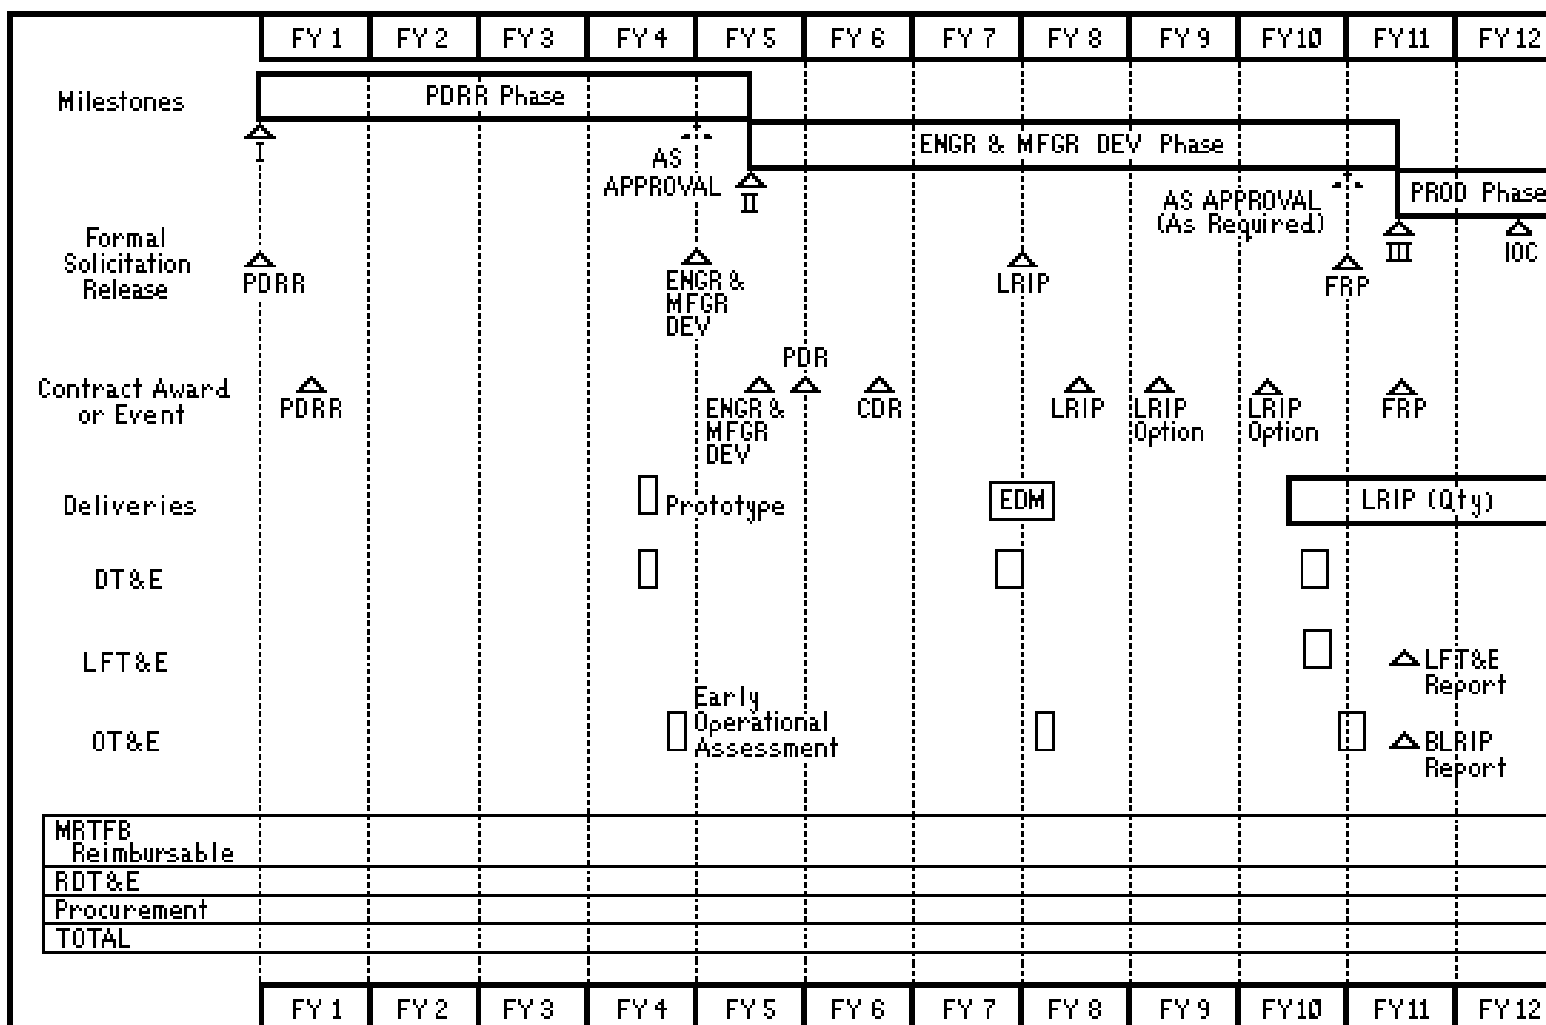 FY 1 FY 2 FY 3 FY 4 FY 5 FY 6 FY 7 FY 8 FY 9 FY10 FY11 FY12
Milestones
PDRR Phase
I
AS
APPROVAL
II
ENGR & MFGR DEV Phase
AS APPROVAL
(As Required)
PROD Phase
III
IOC
Formal
Solicitation
Release
PDRR
ENGR &
MFGR
DEV
LRIP
FRP
Contract Award
or Event
PDRR
ENGR &
MFGR
DEV
PDR
CDR
LRIP
LRIP
Option
LRIP
Option
FRP
Deliveries
Prototype
EDM
LRIP (Qty)
DT&E
LFT&E
LFT&E
Report
OT&E
Early
Operational
Assessment
BLRIP
Report
MRTFB
Reimbursable
RDT&E
Procurement
TOTAL
FY 1 FY 2 FY 3 FY 4 FY 5 FY 6 FY 7 FY 8 FY 9 FY10 FY11 FY12